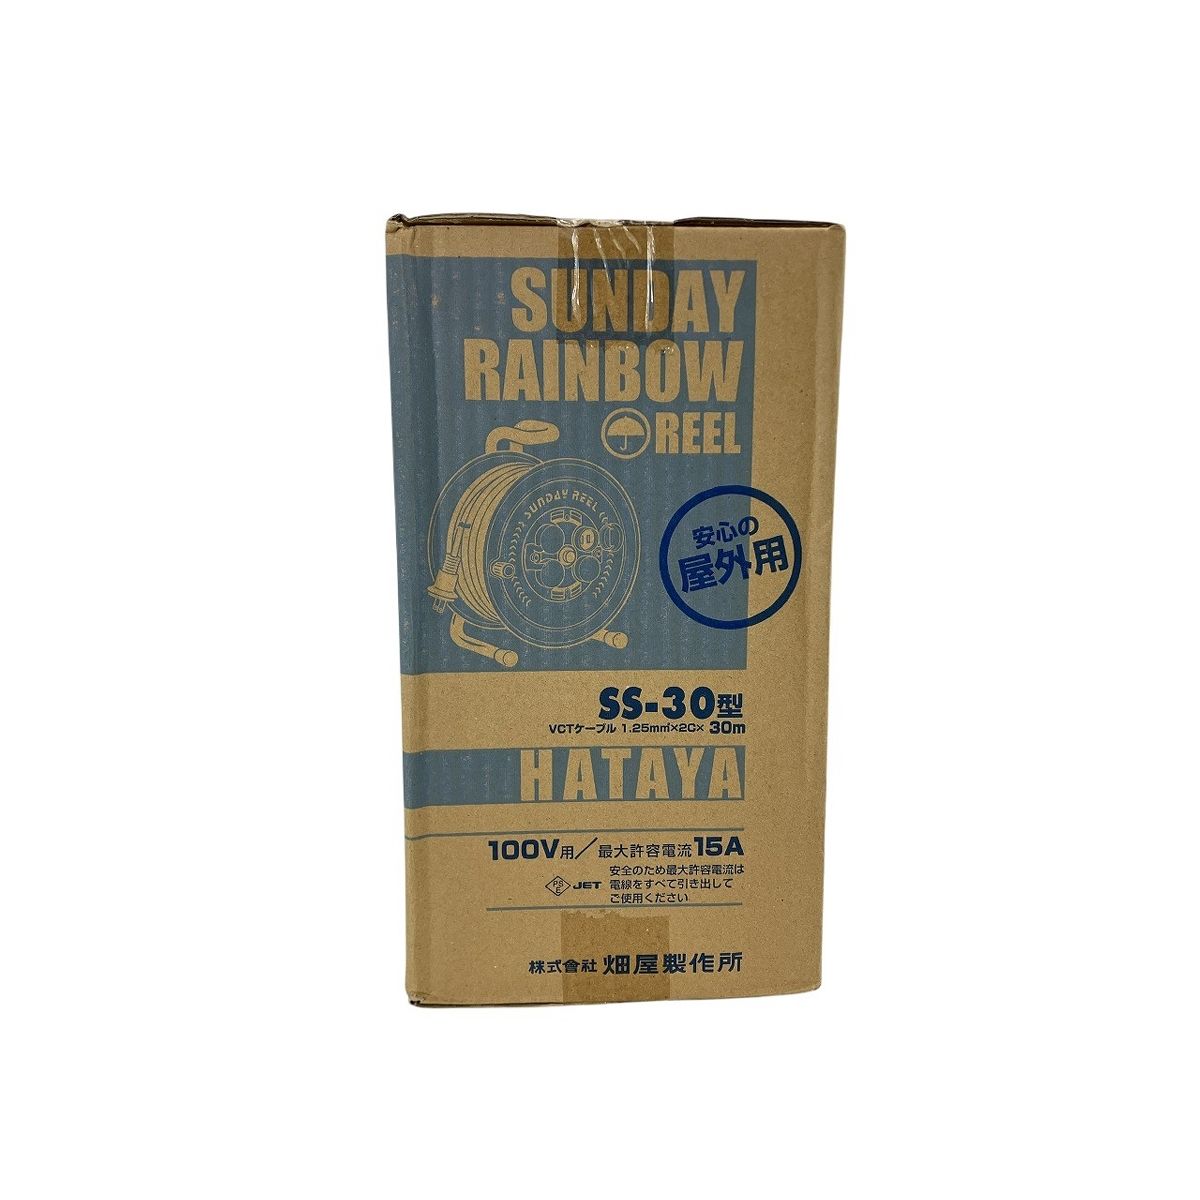 SUNDAY
RAINBOW
REEL
SUNDAY REEL
安心の
屋外用
SS-30型
VCTケーブル 1.25mm²×2C× 30m
HATAYA
100V用／最大許容電流15A
PS
E
JET
安全のため最大許容電流は
電線をすべて引き出して
ご使用ください
株式會社 畑屋製作所